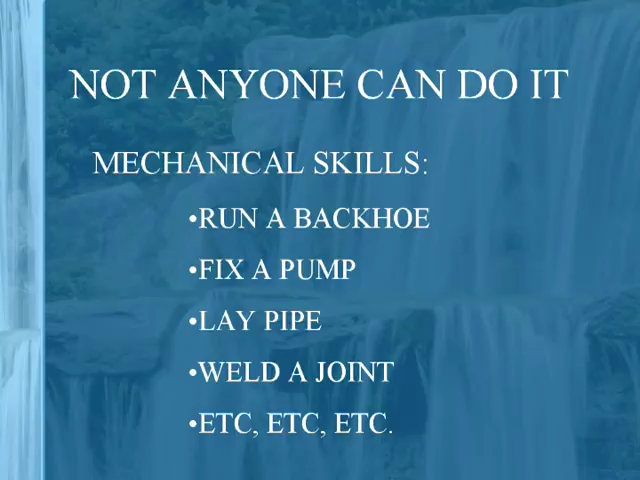 NOT ANYONE CAN DO IT
MECHANICAL SKILLS:
•RUN A BACKHOE
•FIX A PUMP
•LAY PIPE
•WELD A JOINT
•ETC, ETC, ETC.